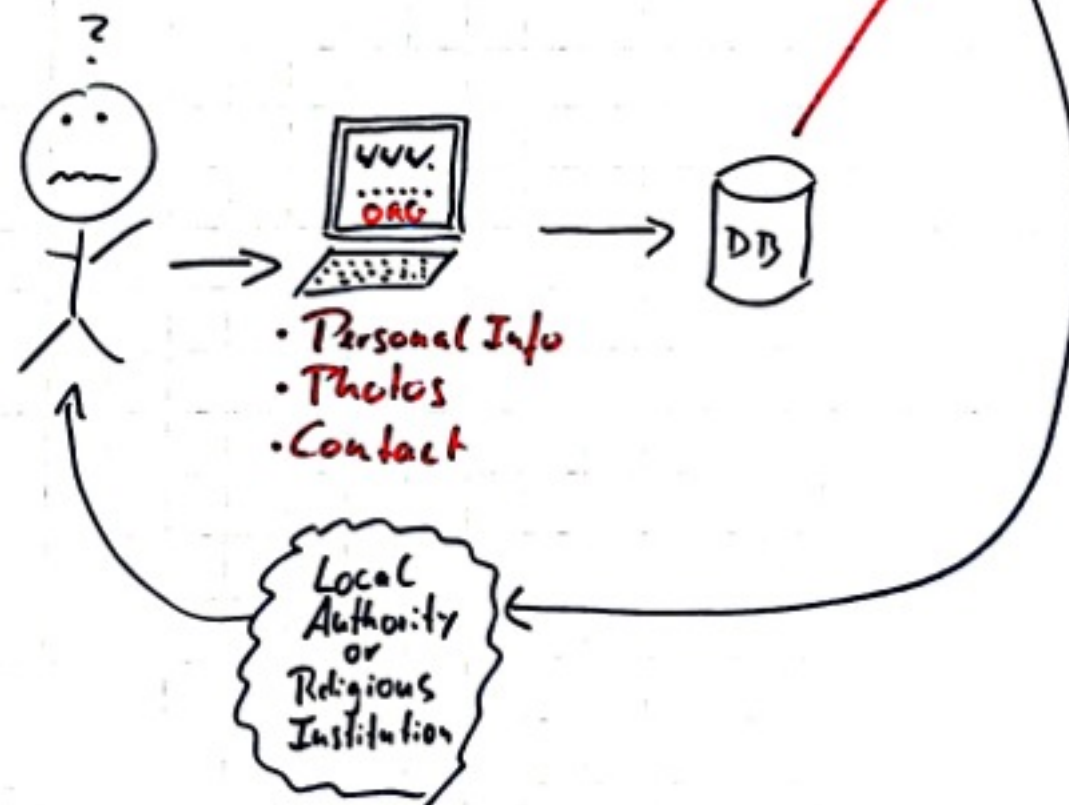 ?
WWW.
.......
ORG
DB
• Personal Info
• Photos
• Contact
Local
Authority
or
Religious
Institution